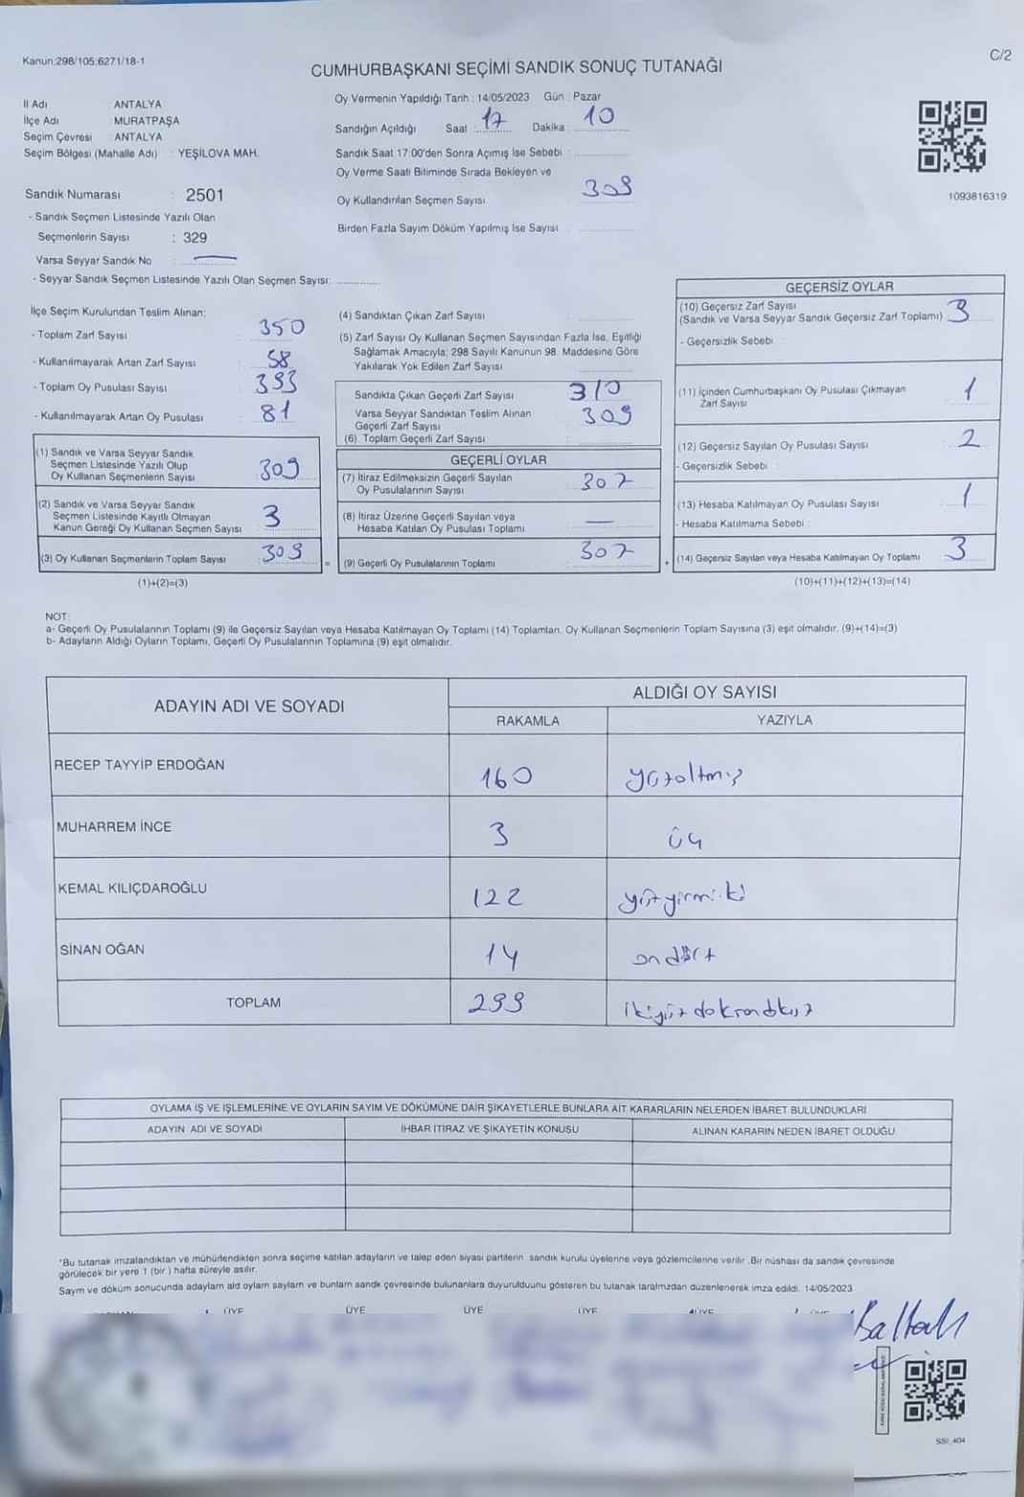 Kanun:298/105:6271/18-1
C/2
CUMHURBAŞKANI SEÇİMİ SANDIK SONUÇ TUTANAĞI
İl Adı ANTALYA
İlçe Adı MURATPAŞA
Seçim Çevresi ANTALYA
Seçim Bölgesi (Mahalle Adı) : YEŞİLOVA MAH.
Oy Vermenin Yapıldığı Tarih : 14/05/2023 Gün : Pazar
Sandığın Açıldığı Saat 17 Dakika 10
Sandık Saat 17:00'den Sonra Açımış İse Sebebi
Oy Verme Saati Bitiminde Sırada Bekleyen ve
Oy Kullandırılan Seçmen Sayısı 309
Birden Fazla Sayım Döküm Yapılmış İse Sayısı
1093816319
Sandık Numarası : 2501
- Sandık Seçmen Listesinde Yazılı Olan
Seçmenlerin Sayısı : 329
Varsa Seyyar Sandık No —
- Seyyar Sandık Seçmen Listesinde Yazılı Olan Seçmen Sayısı:
İlçe Seçim Kurulundan Teslim Alınan:
- Toplam Zarf Sayısı 350
- Kullanılmayarak Artan Zarf Sayısı 58
- Toplam Oy Pusulası Sayısı 393
- Kullanılmayarak Artan Oy Pusulası 81
(1) Sandık ve Varsa Seyyar Sandık
Seçmen Listesinde Yazılı Olup
Oy Kullanan Seçmenlerin Sayısı 309
(2) Sandık ve Varsa Seyyar Sandık
Seçmen Listesinde Kayıtlı Olmayan
Kanun Gereği Oy Kullanan Seçmen Sayısı 3
(3) Oy Kullanan Seçmenlerin Toplam Sayısı 309
(1)+(2)=(3)
(4) Sandıktan Çıkan Zarf Sayısı
(5) Zarf Sayısı Oy Kullanan Seçmen Sayısından Fazla İse, Eşitliği
Sağlamak Amacıyla; 298 Sayılı Kanunun 98. Maddesine Göre
Yakılarak Yok Edilen Zarf Sayısı
Sandıkta Çıkan Geçerli Zarf Sayısı 310
Varsa Seyyar Sandıktan Teslim Alınan
Geçerli Zarf Sayısı 309
(6) Toplam Geçerli Zarf Sayısı
GEÇERLİ OYLAR
(7) İtiraz Edilmeksizin Geçerli Sayılan
Oy Pusulalarının Sayısı 307
(8) İtiraz Üzerine Geçerli Sayılan veya
Hesaba Katılan Oy Pusulası Toplamı —
= (9) Geçerli Oy Pusulalarının Toplamı 307
GEÇERSİZ OYLAR
(10) Geçersiz Zarf Sayısı
(Sandık ve Varsa Seyyar Sandık Geçersiz Zarf Toplamı) 3
- Geçersizlik Sebebi
(11) İçinden Cumhurbaşkanı Oy Pusulası Çıkmayan
Zarf Sayısı 1
(12) Geçersiz Sayılan Oy Pusulası Sayısı 2
- Geçersizlik Sebebi
(13) Hesaba Katılmayan Oy Pusulası Sayısı 1
- Hesaba Katılmama Sebebi
+ (14) Geçersiz Sayılan veya Hesaba Katılmayan Oy Toplamı 3
(10)+(11)+(12)+(13)=(14)
NOT:
a- Geçerli Oy Pusulalarının Toplamı (9) ile Geçersiz Sayılan veya Hesaba Katılmayan Oy Toplamı (14) Toplamları, Oy Kullanan Seçmenlerin Toplam Sayısına (3) eşit olmalıdır. (9)+(14)=(3)
b- Adayların Aldığı Oyların Toplamı, Geçerli Oy Pusulalarının Toplamına (9) eşit olmalıdır.
ADAYIN ADI VE SOYADI
ALDIĞI OY SAYISI
RAKAMLA YAZIYLA
RECEP TAYYİP ERDOĞAN 160 yüzaltmış
MUHARREM İNCE 3 üç
KEMAL KILIÇDAROĞLU 122 yüzyirmiiki
SİNAN OĞAN 14 ondört
TOPLAM 299 ikiyüzdoksandokuz
OYLAMA İŞ VE İŞLEMLERİNE VE OYLARIN SAYIM VE DÖKÜMÜNE DAİR ŞİKAYETLERLE BUNLARA AİT KARARLARIN NELERDEN İBARET BULUNDUKLARI
ADAYIN ADI VE SOYADI İHBAR İTİRAZ VE ŞİKAYETİN KONUSU ALINAN KARARIN NEDEN İBARET OLDUĞU
*Bu tutanak imzalandıktan ve mühürlendikten sonra seçime katılan adayların ve talep eden siyasi partilerin sandık kurulu üyelerine veya gözlemcilerine verilir. Bir nüshası da sandık çevresinde
görülecek bir yere 1 (bir ) hafta süreyle asılır.
Sayım ve döküm sonucunda adayların ald oyların sayıların ve bunların sandık çevresinde bulunanlara duyurulduunu gösteren bu tutanak tarafımızdan düzenlenerek imza edildi. 14/05/2023
ÜYE ÜYE ÜYE ÜYE ÜYE
SSI: 404